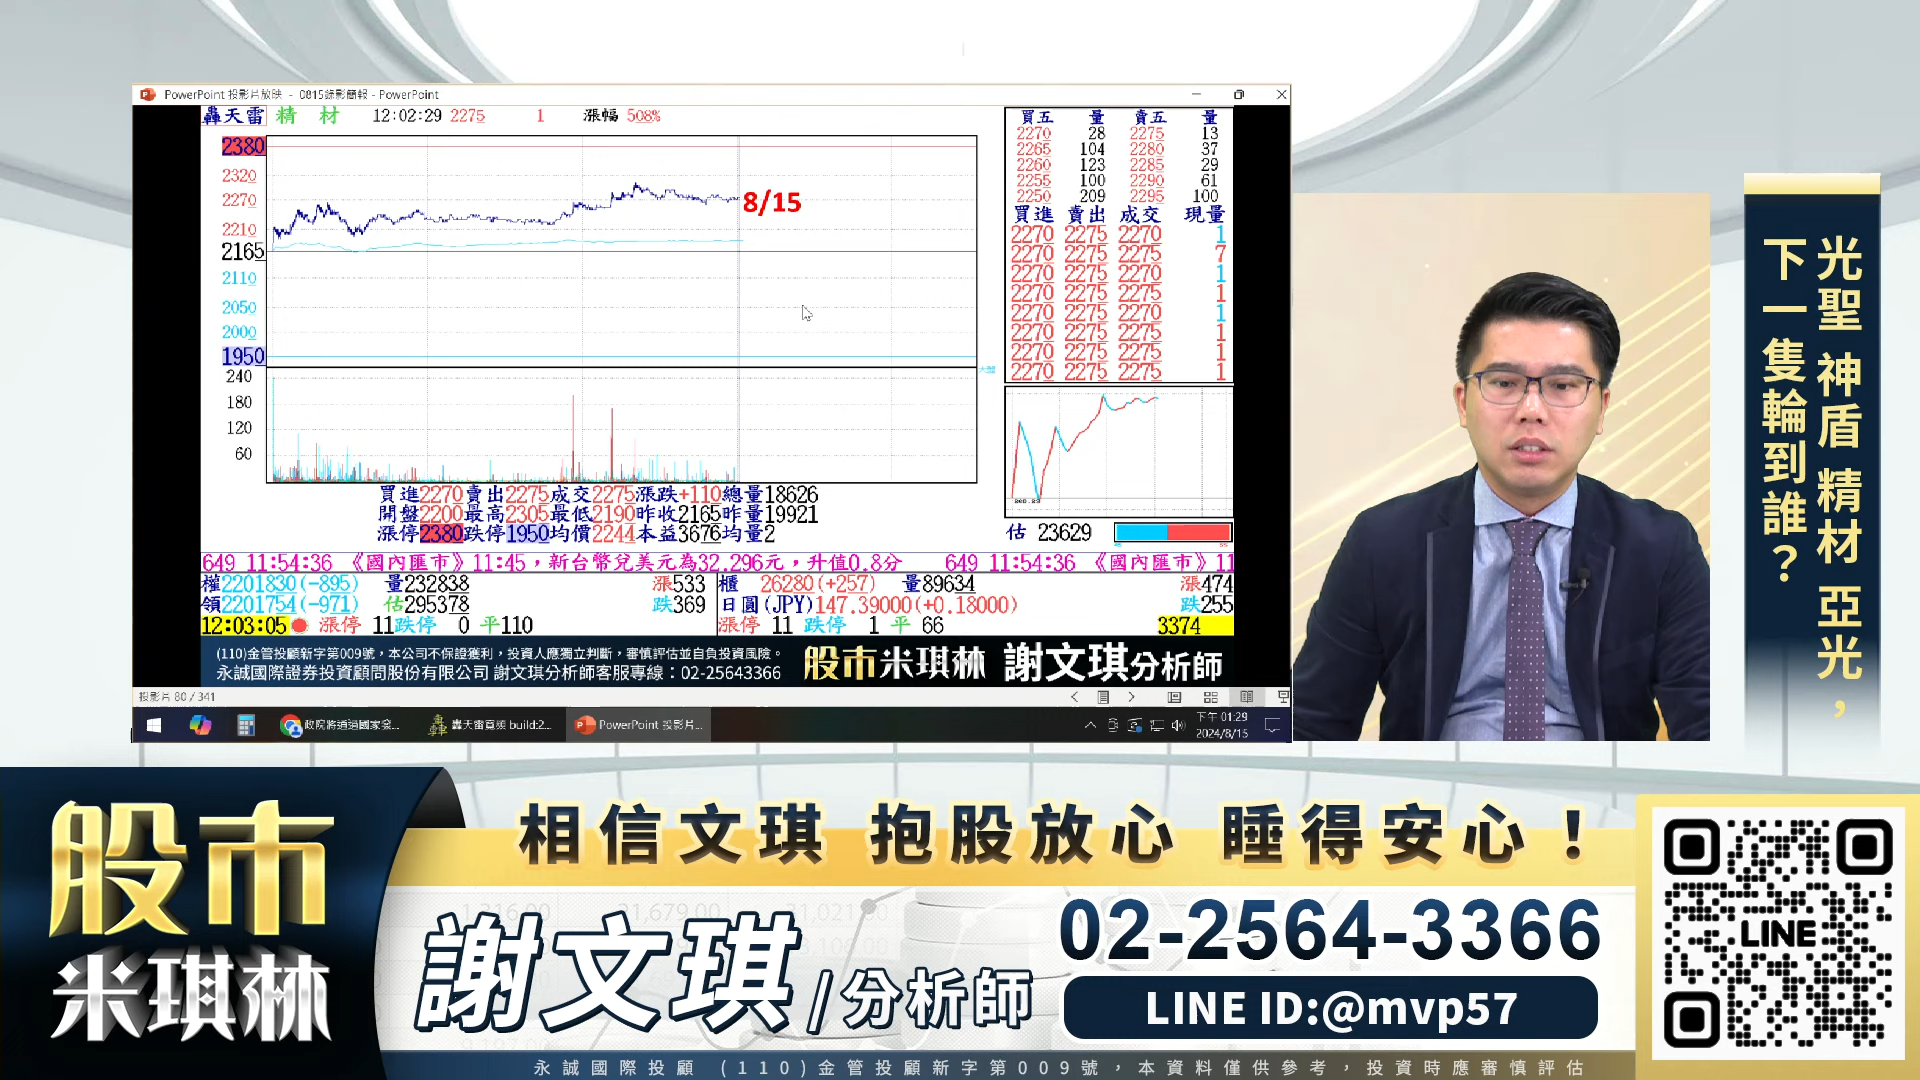 PowerPoint 投影片放映 - 0815錄影簡報 - PowerPoint
轟天雷 精 材 12:02:29 2275 1 漲幅 508%
2380
2320
2270
2210
2165
2110
2050
2000
1950
240
180
120
60
8/15
大盤
買五 量 賣五 量
2270 28 2275 13
2265 104 2280 37
2260 123 2285 29
2255 100 2290 61
2250 209 2295 100
買進 賣出 成交 現量
2270 2275 2270 1
2270 2275 2275 7
2270 2275 2270 1
2270 2275 2275 1
2270 2275 2270 1
2270 2275 2275 1
2270 2275 2275 1
2270 2275 2275 1
估 23629
買進2270賣出2275成交2275漲跌+110總量18626
開盤2200最高2305最低2190昨收2165昨量19921
漲停2380跌停1950均價2244本益3676均量2
649 11:54:36 《國內匯市》11:45，新台幣兌美元為32.296元，升值0.8分 649 11:54:36 《國內匯市》11
權2201830(-895) 量232838 漲533 櫃 26280(+257) 量89634 漲474
領2201754(-971) 估295378 跌369 日圓(JPY)147.39000(+0.18000) 跌255
12:03:05 漲停 11跌停 0 平110 漲停 11 跌停 1 平 66 3374
(110)金管投顧新字第009號，本公司不保證獲利，投資人應獨立判斷，審慎評估並自負投資風險。
永誠國際證券投資顧問股份有限公司 謝文琪分析師客服專線：02-25643366
股市米琪林 謝文琪分析師
投影片 80 / 341
政院將通過國家發...
轟天雷寬頻 build:2...
PowerPoint 投影片...
下午 01:29
2024/8/15
光聖 神盾 精材 亞光，
下一隻輪到誰？
股市
米琪林
相信文琪 抱股放心 睡得安心！
謝文琪/分析師
02-2564-3366
LINE ID:@mvp57
LINE
永誠國際投顧 (110)金管投顧新字第009號，本資料僅供參考，投資時應審慎評估